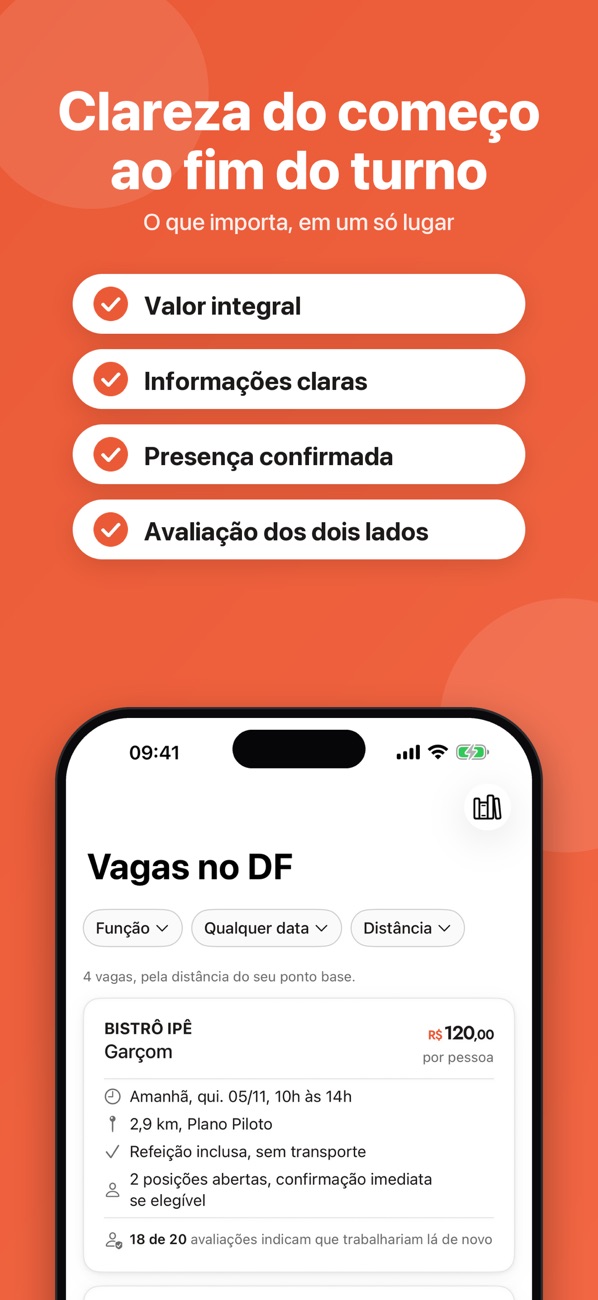 Clareza do começo
ao fim do turno
O que importa, em um só lugar
Valor integral
Informações claras
Presença confirmada
Avaliação dos dois lados
09:41
Vagas no DF
Função
Qualquer data
Distância
4 vagas, pela distância do seu ponto base.
BISTRÔ IPÊ
R$ 120,00
Garçom
por pessoa
Amanhã, qui. 05/11, 10h às 14h
2,9 km, Plano Piloto
Refeição inclusa, sem transporte
2 posições abertas, confirmação imediata
se elegível
18 de 20 avaliações indicam que trabalhariam lá de novo